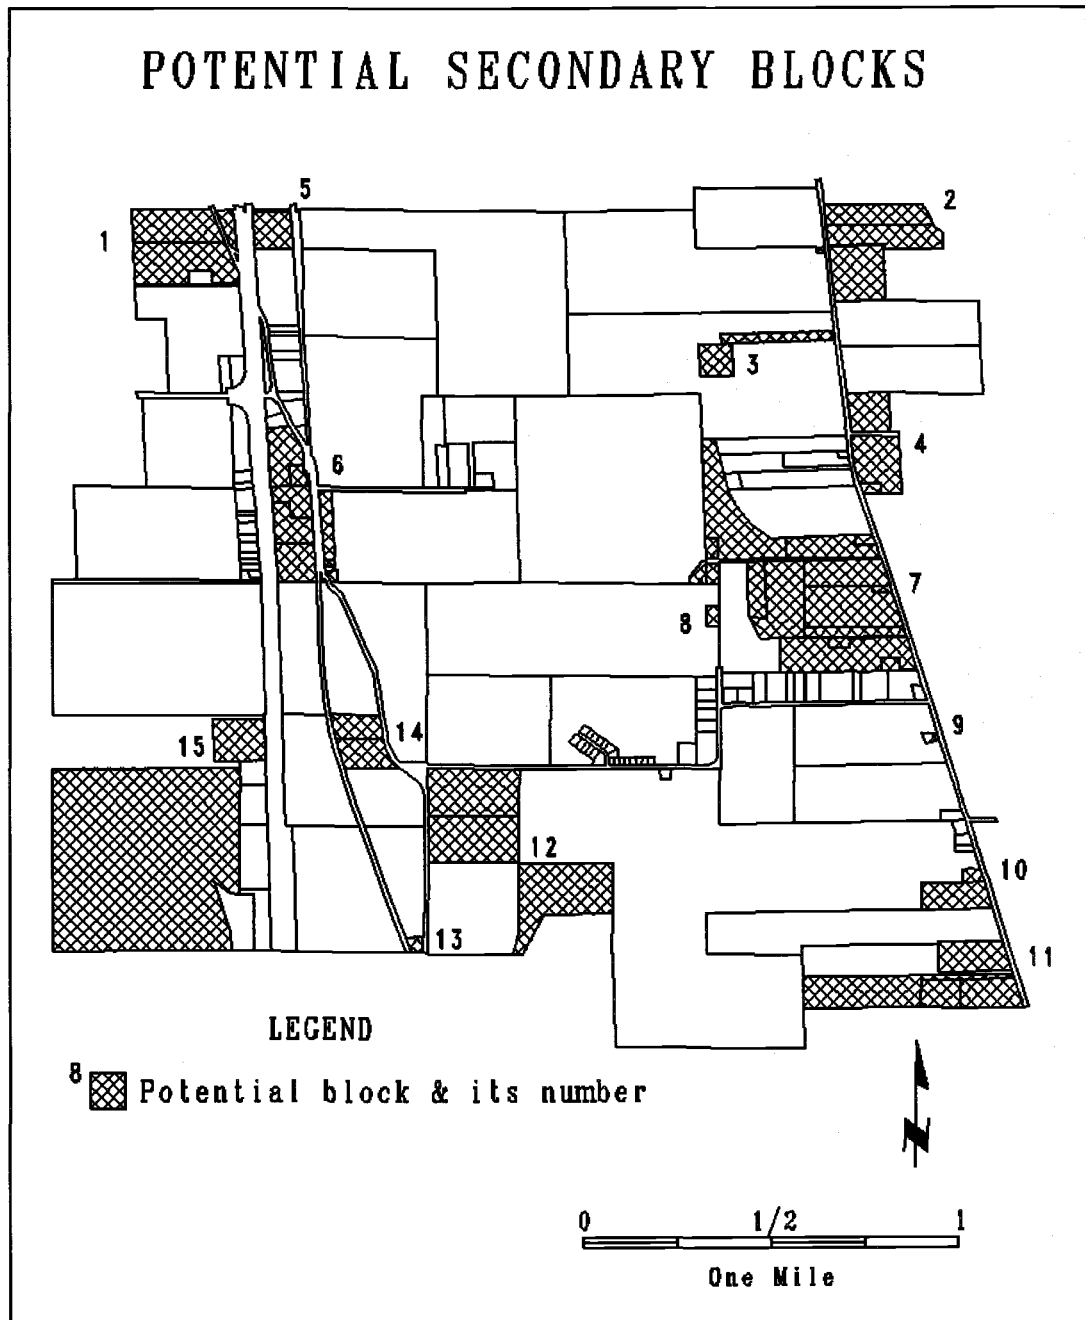 POTENTIAL SECONDARY BLOCKS
5
2
1
3
4
6
7
8
9
14
15
12
10
13
11
LEGEND
8 Potential block & its number
0 1/2 1
One Mile
N